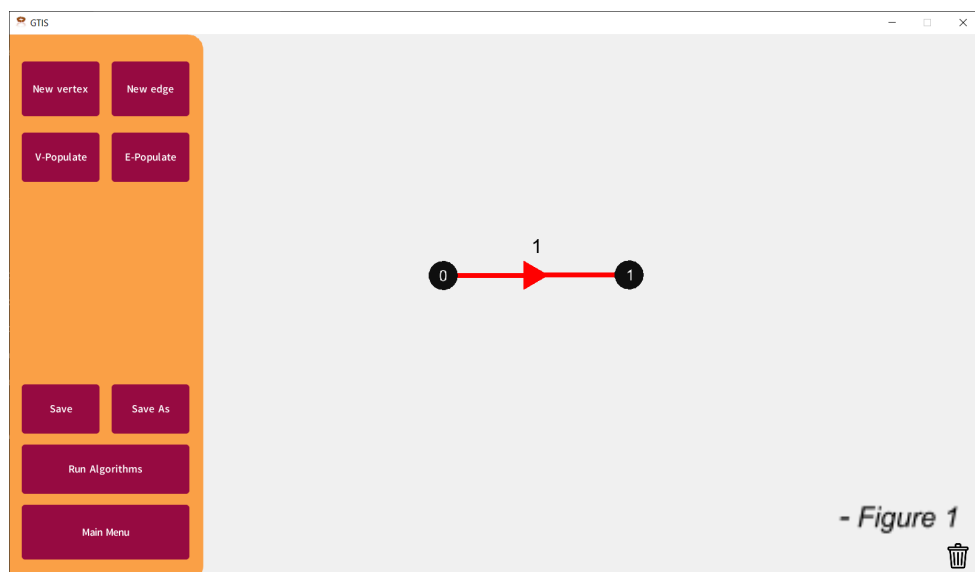 GTIS
New vertex New edge
V-Populate E-Populate
1
0 1
Save Save As
Run Algorithms
Main Menu
- Figure 1